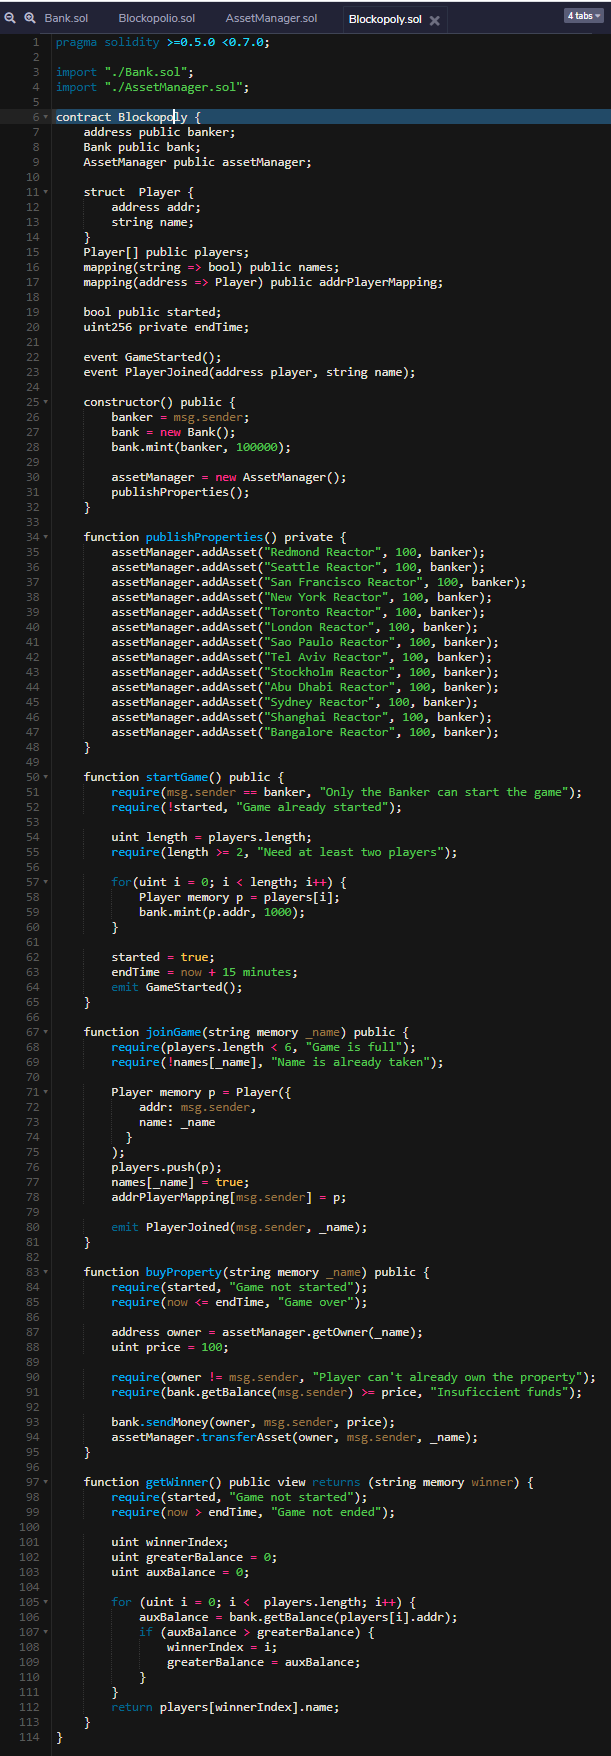 Bank.sol Blockopolio.sol AssetManager.sol Blockopoly.sol 4 tabs
1 pragma solidity >=0.5.0 <0.7.0;
2
3 import "./Bank.sol";
4 import "./AssetManager.sol";
5
6 contract Blockopoly {
7 address public banker;
8 Bank public bank;
9 AssetManager public assetManager;
10
11 struct  Player {
12 address addr;
13 string name;
14 }
15 Player[] public players;
16 mapping(string => bool) public names;
17 mapping(address => Player) public addrPlayerMapping;
18
19 bool public started;
20 uint256 private endTime;
21
22 event GameStarted();
23 event PlayerJoined(address player, string name);
24
25 constructor() public {
26 banker = msg.sender;
27 bank = new Bank();
28 bank.mint(banker, 100000);
29
30 assetManager = new AssetManager();
31 publishProperties();
32 }
33
34 function publishProperties() private {
35 assetManager.addAsset("Redmond Reactor", 100, banker);
36 assetManager.addAsset("Seattle Reactor", 100, banker);
37 assetManager.addAsset("San Francisco Reactor", 100, banker);
38 assetManager.addAsset("New York Reactor", 100, banker);
39 assetManager.addAsset("Toronto Reactor", 100, banker);
40 assetManager.addAsset("London Reactor", 100, banker);
41 assetManager.addAsset("Sao Paulo Reactor", 100, banker);
42 assetManager.addAsset("Tel Aviv Reactor", 100, banker);
43 assetManager.addAsset("Stockholm Reactor", 100, banker);
44 assetManager.addAsset("Abu Dhabi Reactor", 100, banker);
45 assetManager.addAsset("Sydney Reactor", 100, banker);
46 assetManager.addAsset("Shanghai Reactor", 100, banker);
47 assetManager.addAsset("Bangalore Reactor", 100, banker);
48 }
49
50 function startGame() public {
51 require(msg.sender == banker, "Only the Banker can start the game");
52 require(!started, "Game already started");
53
54 uint length = players.length;
55 require(length >= 2, "Need at least two players");
56
57 for(uint i = 0; i < length; i++) {
58 Player memory p = players[i];
59 bank.mint(p.addr, 1000);
60 }
61
62 started = true;
63 endTime = now + 15 minutes;
64 emit GameStarted();
65 }
66
67 function joinGame(string memory _name) public {
68 require(players.length < 6, "Game is full");
69 require(!names[_name], "Name is already taken");
70
71 Player memory p = Player({
72 addr: msg.sender,
73 name: _name
74 }
75 );
76 players.push(p);
77 names[_name] = true;
78 addrPlayerMapping[msg.sender] = p;
79
80 emit PlayerJoined(msg.sender, _name);
81 }
82
83 function buyProperty(string memory _name) public {
84 require(started, "Game not started");
85 require(now <= endTime, "Game over");
86
87 address owner = assetManager.getOwner(_name);
88 uint price = 100;
89
90 require(owner != msg.sender, "Player can't already own the property");
91 require(bank.getBalance(msg.sender) >= price, "Insuficcient funds");
92
93 bank.sendMoney(owner, msg.sender, price);
94 assetManager.transferAsset(owner, msg.sender, _name);
95 }
96
97 function getWinner() public view returns (string memory winner) {
98 require(started, "Game not started");
99 require(now > endTime, "Game not ended");
100
101 uint winnerIndex;
102 uint greaterBalance = 0;
103 uint auxBalance = 0;
104
105 for (uint i = 0; i <  players.length; i++) {
106 auxBalance = bank.getBalance(players[i].addr);
107 if (auxBalance > greaterBalance) {
108 winnerIndex = i;
109 greaterBalance = auxBalance;
110 }
111 }
112 return players[winnerIndex].name;
113 }
114 }